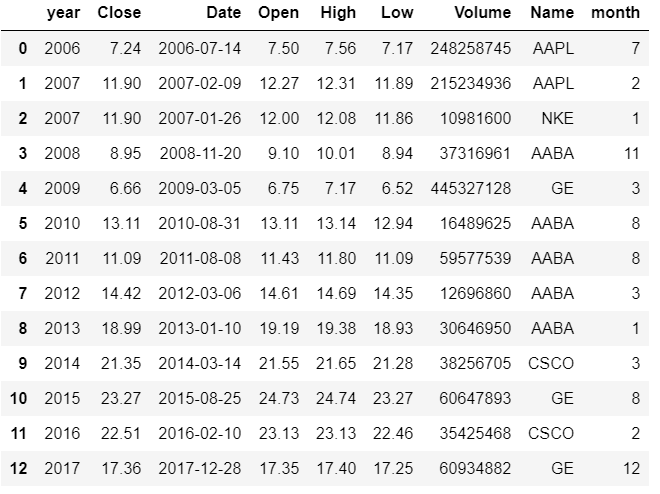 year Close Date Open High Low Volume Name month
0 2006 7.24 2006-07-14 7.50 7.56 7.17 248258745 AAPL 7
1 2007 11.90 2007-02-09 12.27 12.31 11.89 215234936 AAPL 2
2 2007 11.90 2007-01-26 12.00 12.08 11.86 10981600 NKE 1
3 2008 8.95 2008-11-20 9.10 10.01 8.94 37316961 AABA 11
4 2009 6.66 2009-03-05 6.75 7.17 6.52 445327128 GE 3
5 2010 13.11 2010-08-31 13.11 13.14 12.94 16489625 AABA 8
6 2011 11.09 2011-08-08 11.43 11.80 11.09 59577539 AABA 8
7 2012 14.42 2012-03-06 14.61 14.69 14.35 12696860 AABA 3
8 2013 18.99 2013-01-10 19.19 19.38 18.93 30646950 AABA 1
9 2014 21.35 2014-03-14 21.55 21.65 21.28 38256705 CSCO 3
10 2015 23.27 2015-08-25 24.73 24.74 23.27 60647893 GE 8
11 2016 22.51 2016-02-10 23.13 23.13 22.46 35425468 CSCO 2
12 2017 17.36 2017-12-28 17.35 17.40 17.25 60934882 GE 12